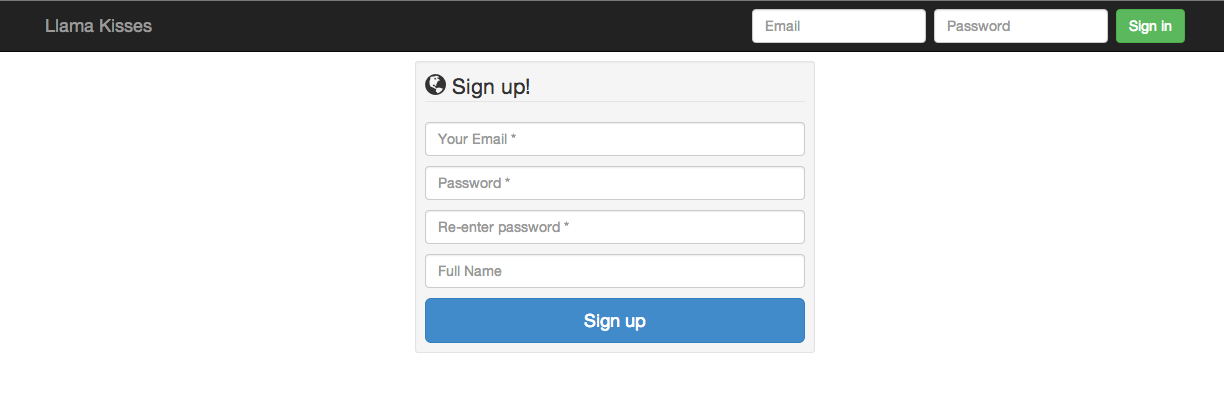 Llama Kisses Email Password Sign in
Sign up!
Your Email *
Password *
Re-enter password *
Full Name
Sign up